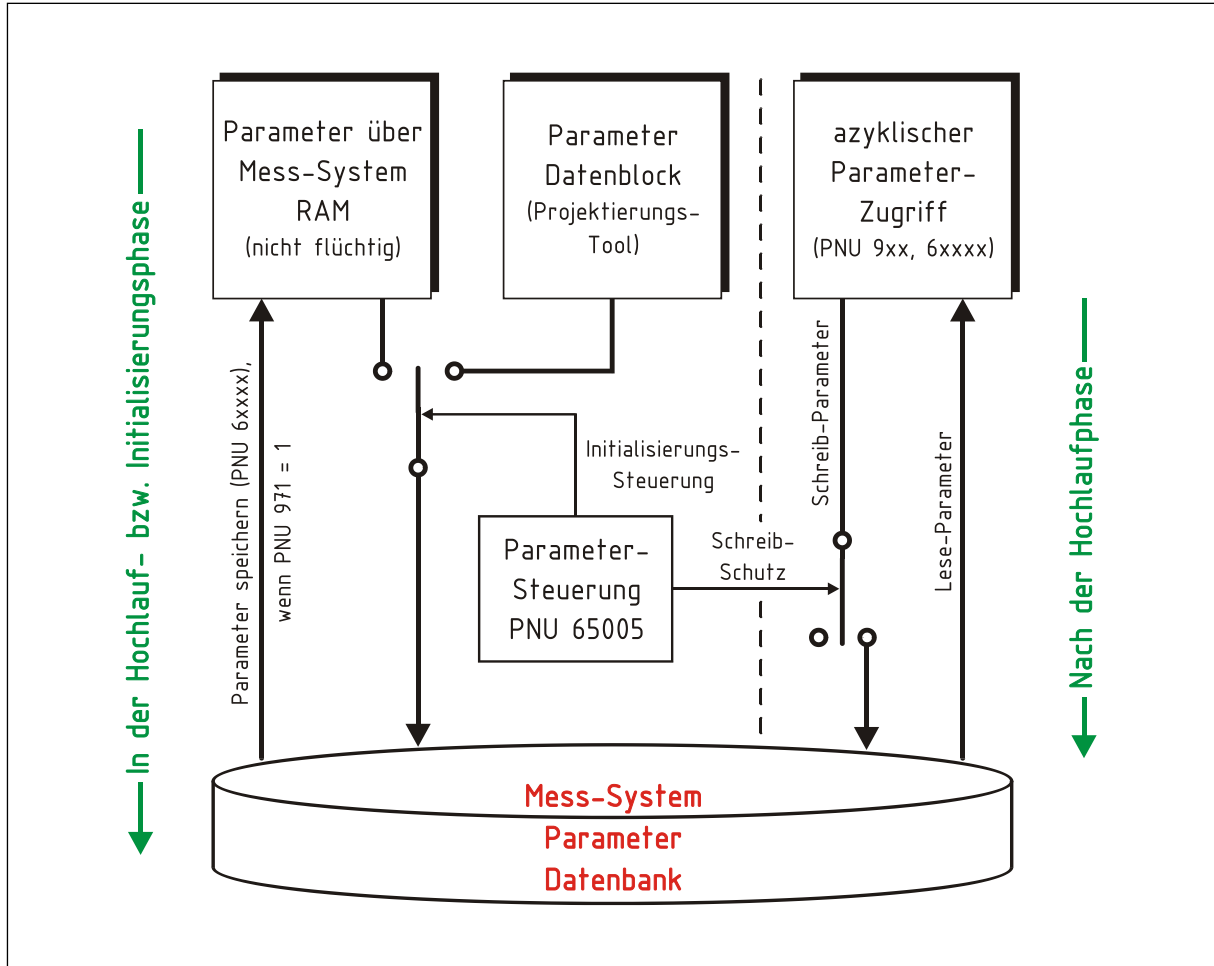 Parameter über
Mess-System
RAM
(nicht flüchtig)
Parameter
Datenblock
(Projektierungs-
Tool)
azyklischer
Parameter-
Zugriff
(PNU 9xx, 6xxxx)
In der Hochlauf- bzw. Initialisierungsphase
Parameter speichern (PNU 6xxxx),
wenn PNU 971 = 1
Initialisierungs-
Steuerung
Parameter-
Steuerung
PNU 65005
Schreib-
Schutz
Schreib-Parameter
Lese-Parameter
Nach der Hochlaufphase
Mess-System
Parameter
Datenbank